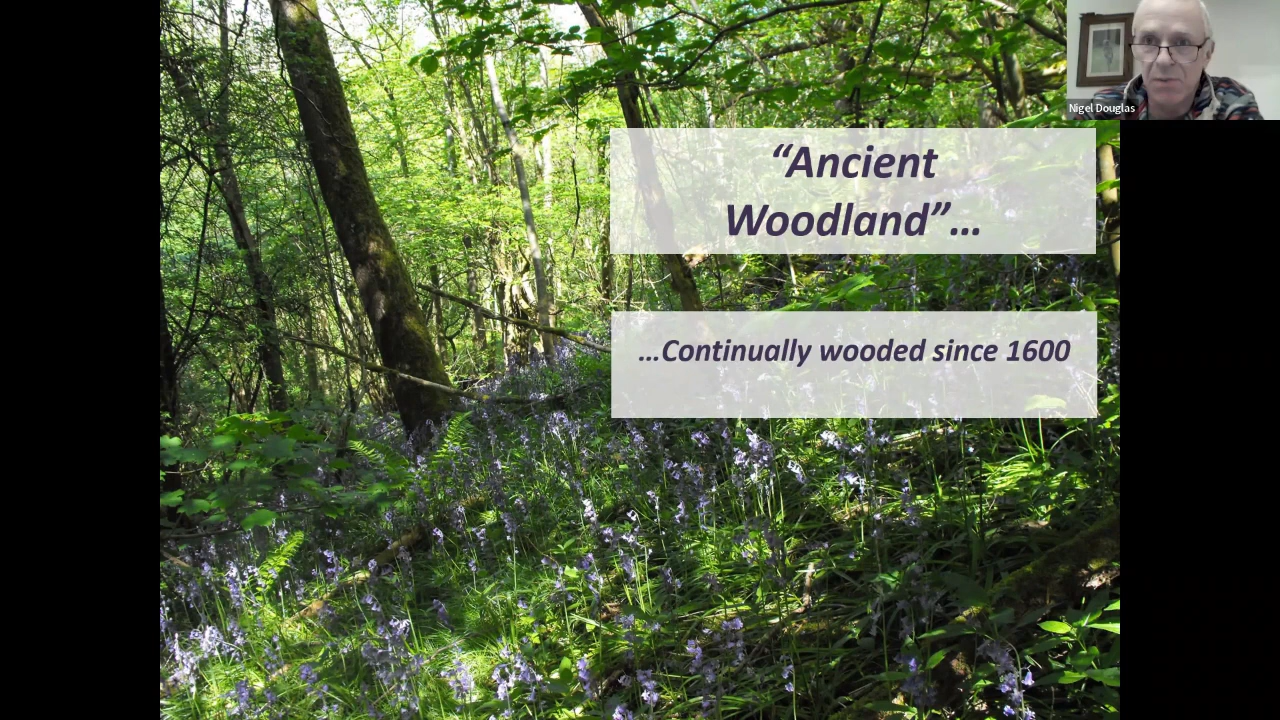 Nigel Douglas
“Ancient
Woodland”...
...Continually wooded since 1600